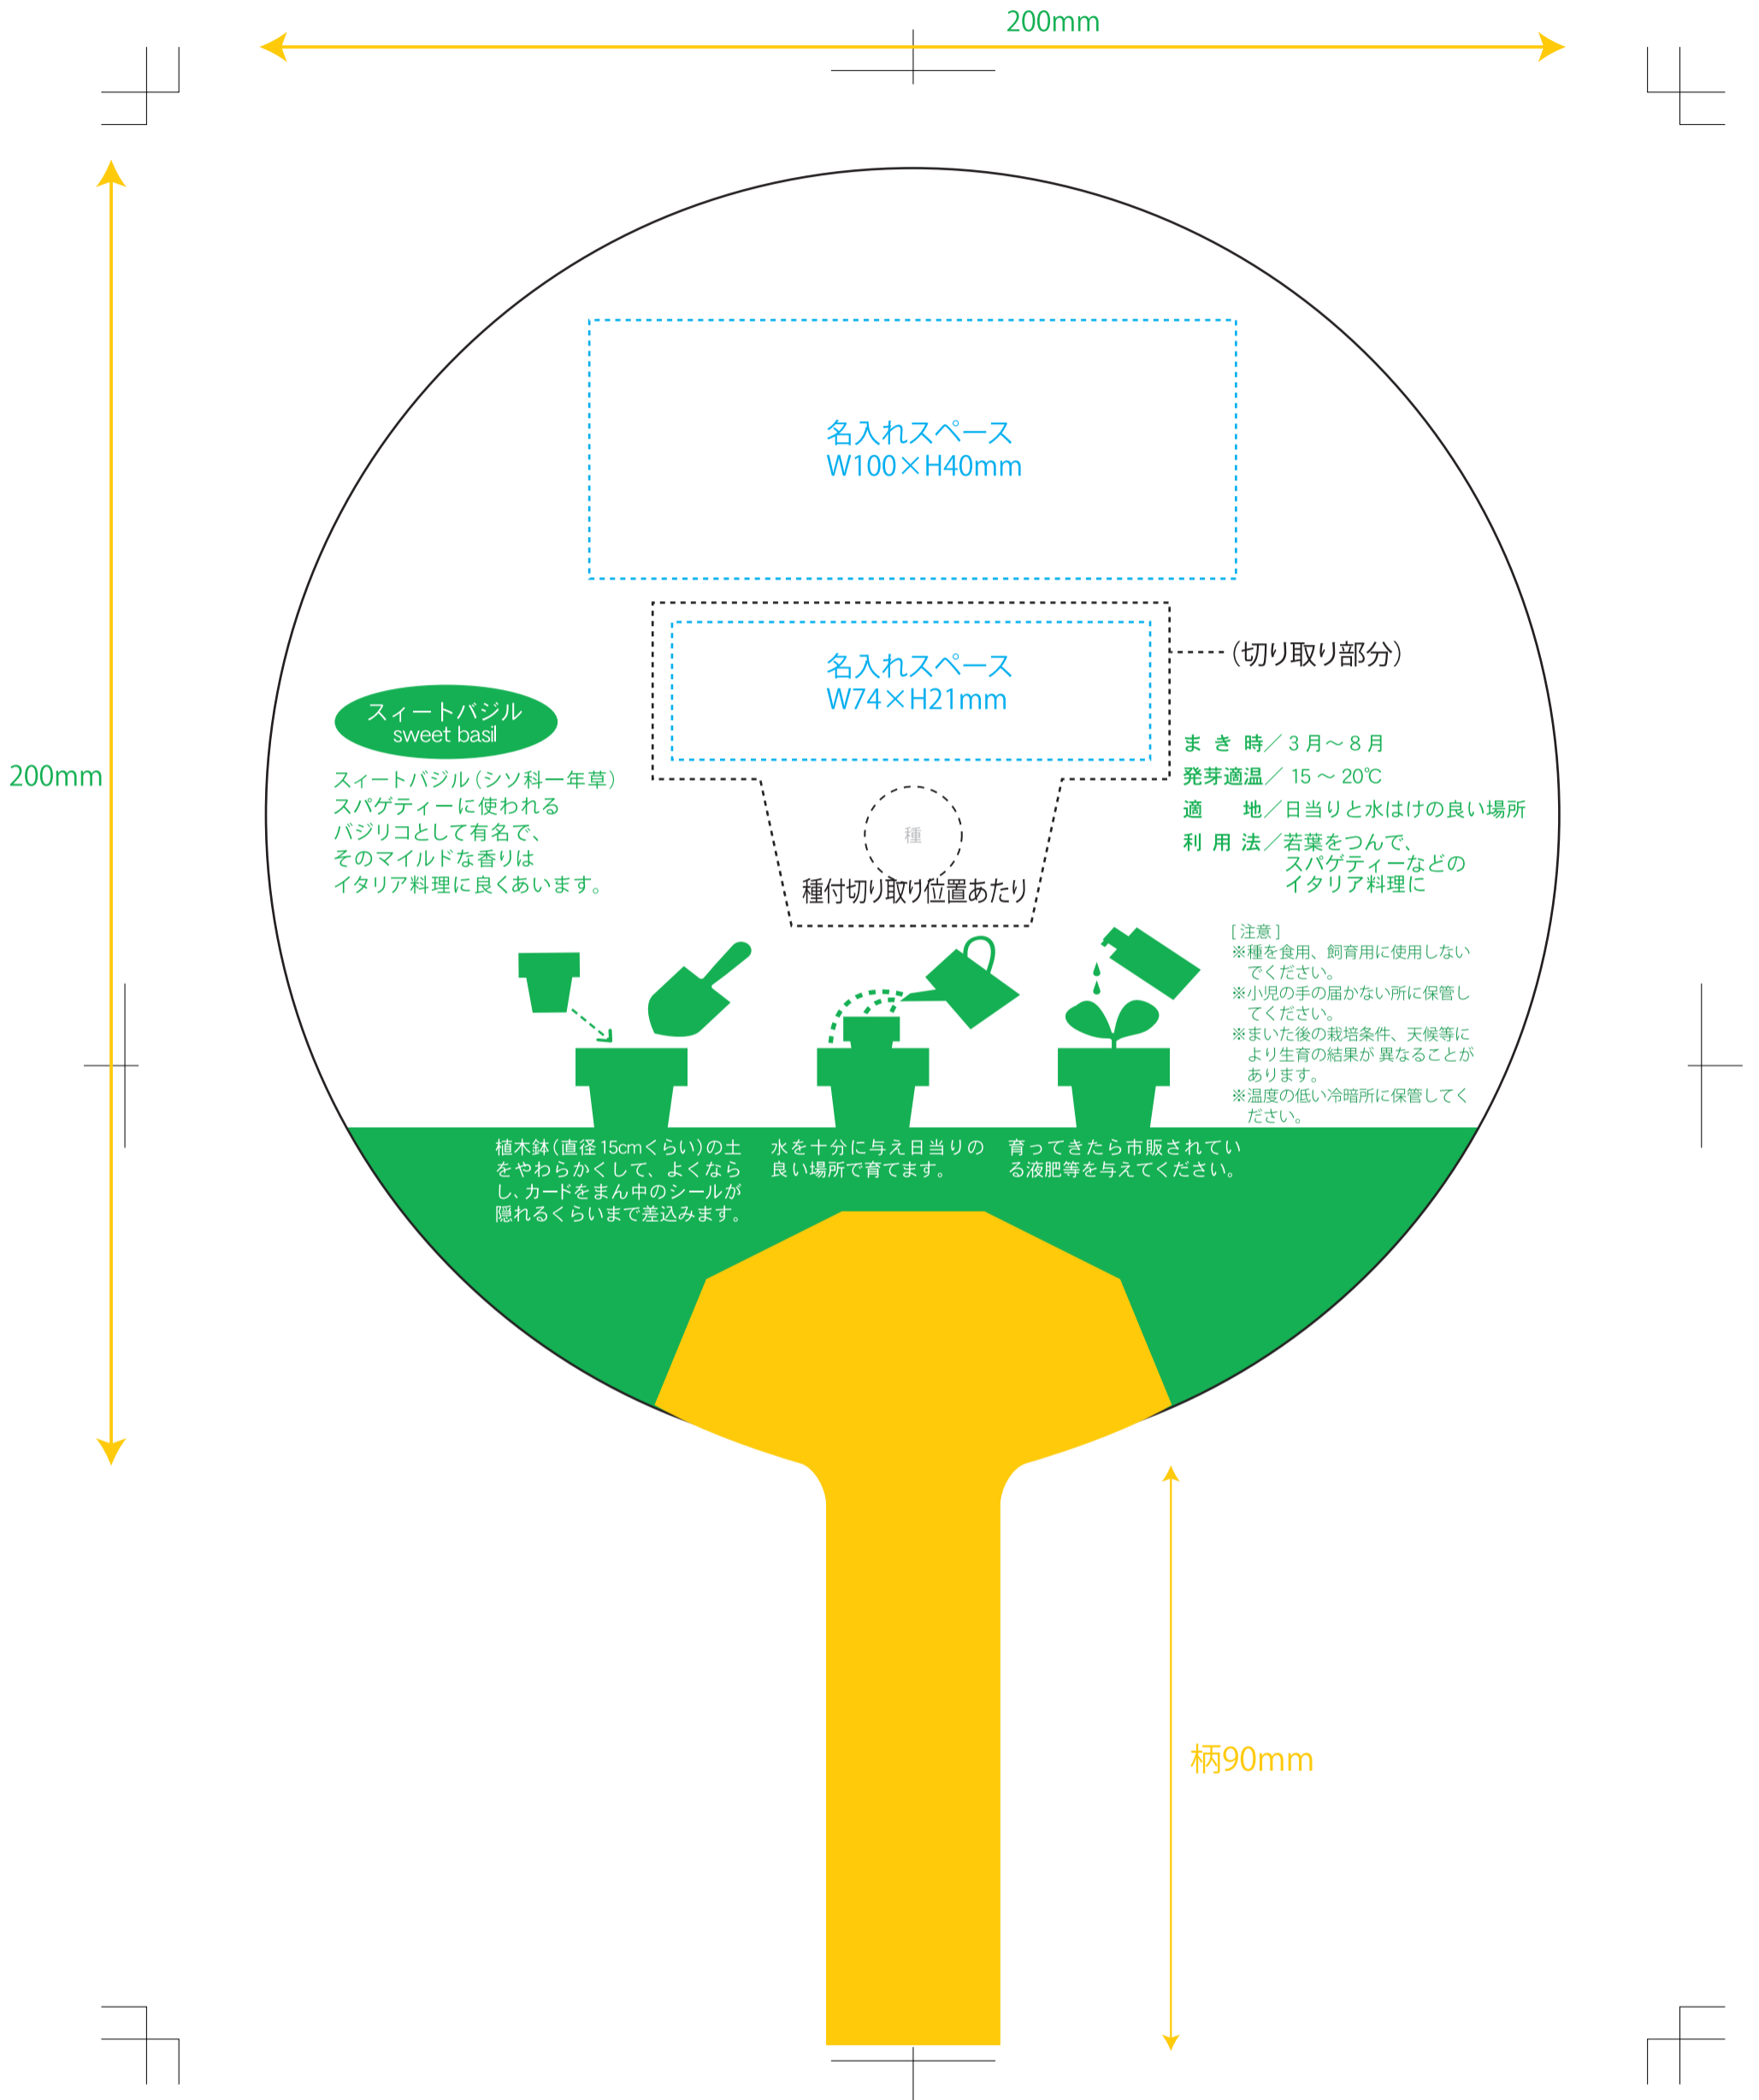 200mm
200mm
名入れスペース
W100×H40mm
名入れスペース
W74×H21mm
(切り取り部分)
種
種付切り取り位置あたり
スィートバジル
sweet basil
スィートバジル(シソ科一年草)
スパゲティーに使われる
バジリコとして有名で、
そのマイルドな香りは
イタリア料理に良くあいます。
まき時／3月〜8月
発芽適温／15〜20℃
適　地／日当りと水はけの良い場所
利用法／若葉をつんで、
スパゲティーなどの
イタリア料理に
[注意]
※種を食用、飼育用に使用しない
でください。
※小児の手の届かない所に保管し
てください。
※まいた後の栽培条件、天候等に
より生育の結果が 異なることが
あります。
※温度の低い冷暗所に保管してく
ださい。
植木鉢(直径15cmくらい)の土
をやわらかくして、よくなら
し、カードをまん中のシールが
隠れるくらいまで差込みます。
水を十分に与え日当りの
良い場所で育てます。
育ってきたら市販されてい
る液肥等を与えてください。
柄90mm